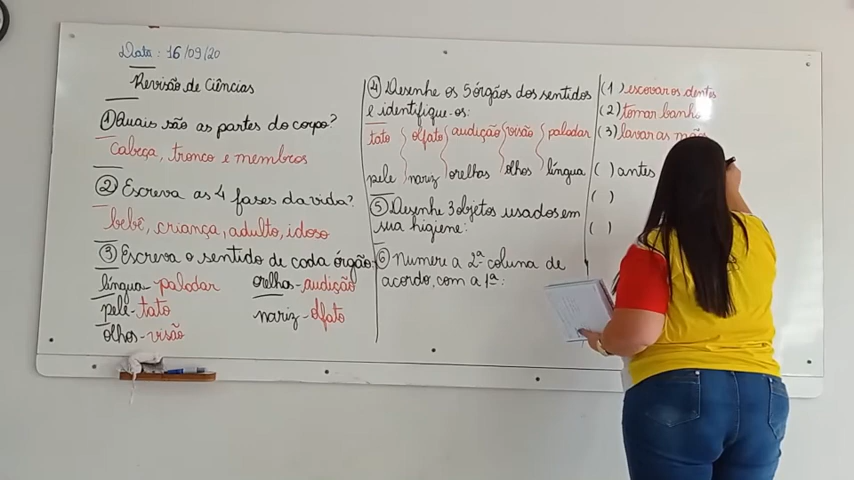 Data: 16/09/20
Revisão de Ciências
① Quais são as partes do corpo?
Cabeça, tronco e membros
② Escreva as 4 fases da vida?
bebê, criança, adulto, idoso
③ Escreva o sentido de cada órgão
língua - paladar
orelhas - audição
pele - tato
nariz - olfato
olhos - visão
④ Desenhe os 5 órgãos dos sentidos
e identifique-os:
tato olfato audição visão paladar
pele nariz orelhas olhos língua
⑤ Desenhe 3 objetos usados em
sua higiene:
⑥ Numere a 2ª coluna de
acordo, com a 1ª:
(1) escovar os dentes
(2) tomar banho
(3) lavar as mãos
( ) antes
( )
( )